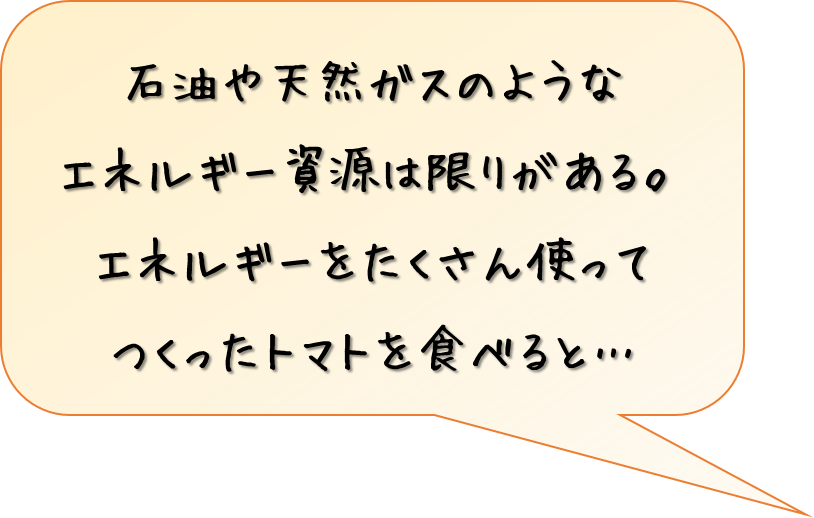 石油や天然ガスのような
エネルギー資源は限りがある。
エネルギーをたくさん使って
つくったトマトを食べると…